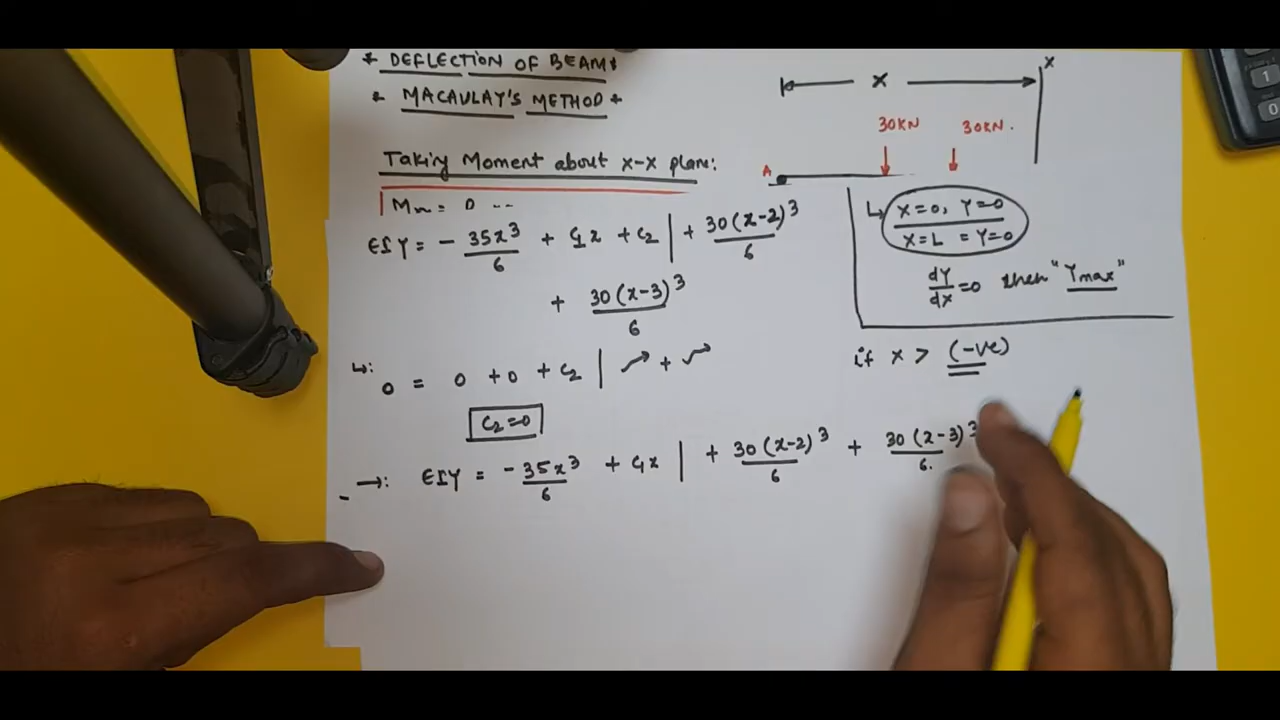 * DEFLECTION OF BEAM*
* MACAULAY'S METHOD *
Taking Moment about x-x plane:
EIY = - 35x³/6 + C1x + C2 | + 30(x-2)³/6
+ 30(x-3)³/6
0 = 0 + 0 + C2 |
C2=0
→: EIY = -35x³/6 + C1x | + 30(x-2)³/6 + 30(x-3)³/6.
x
X
30KN 30KN.
A
X=0, Y=0
X=L = Y=0
dY/dx =0 then "Ymax"
if x > (-ve)
1
0